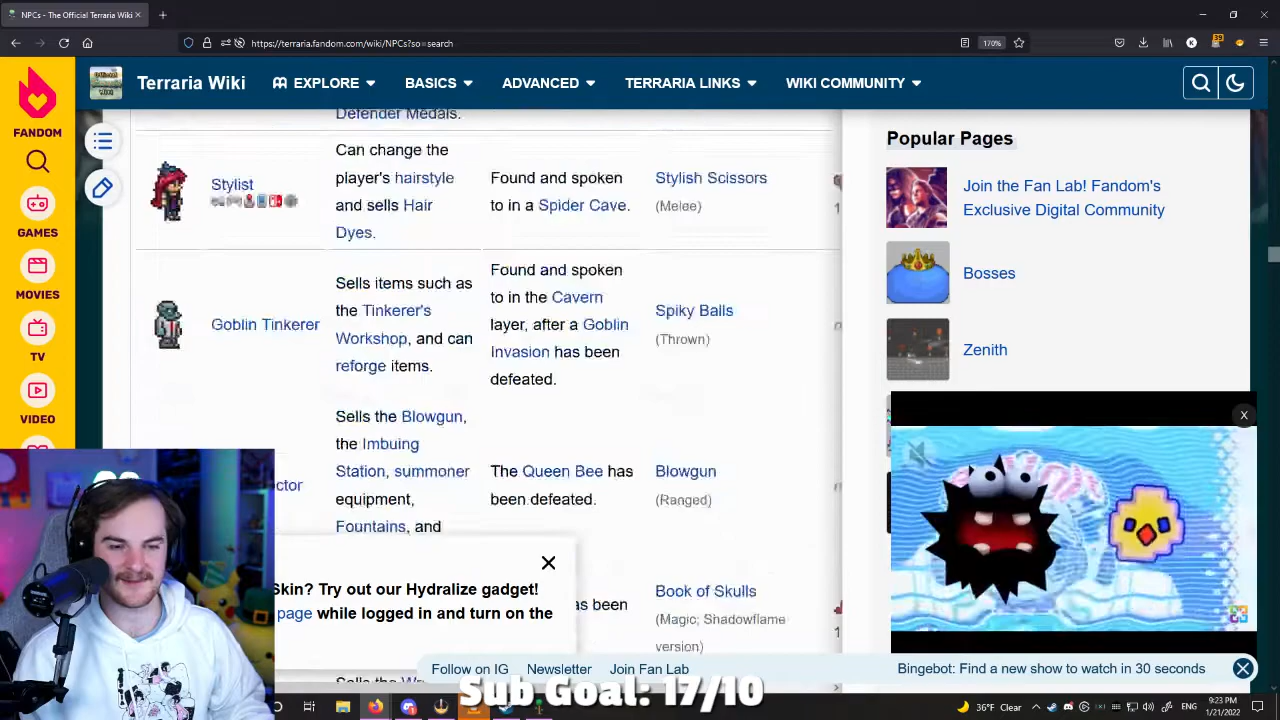 NPCs - The Official Terraria Wiki
https://terraria.fandom.com/wiki/NPCs?so=search
170%
39
FANDOM
GAMES
MOVIES
TV
VIDEO
Terraria Wiki
EXPLORE
BASICS
ADVANCED
TERRARIA LINKS
WIKI COMMUNITY
Defender Medals.
Stylist
Can change the
player's hairstyle
and sells Hair
Dyes.
Found and spoken
to in a Spider Cave.
Stylish Scissors
(Melee)
Goblin Tinkerer
Sells items such as
the Tinkerer's
Workshop, and can
reforge items.
Found and spoken
to in the Cavern
layer, after a Goblin
Invasion has been
defeated.
Spiky Balls
(Thrown)
ctor
Sells the Blowgun,
the Imbuing
Station, summoner
equipment,
Fountains, and
The Queen Bee has
been defeated.
Blowgun
(Ranged)
as been
Book of Skulls
(Magic; Shadowflame
version)
Popular Pages
Join the Fan Lab! Fandom's
Exclusive Digital Community
Bosses
Zenith
X
Skin? Try out our Hydralize gadget!
page while logged in and turn on the
Follow on IG
Newsletter
Join Fan Lab
Bingebot: Find a new show to watch in 30 seconds
Sub Goal: 17/10
36°F Clear
9:23 PM
1/21/2022